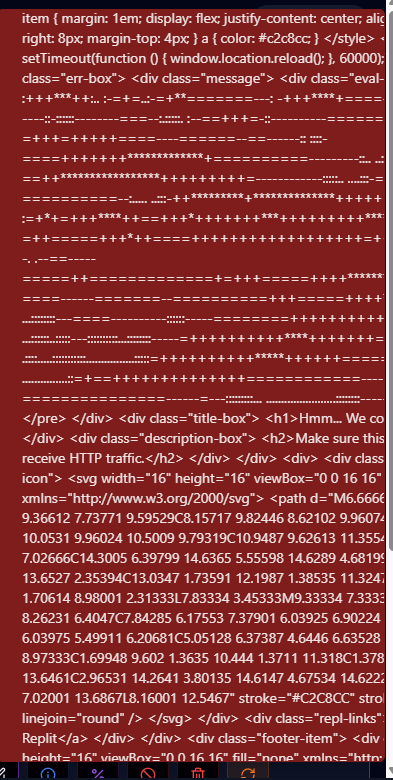 item { margin: 1em; display: flex; justify-content: center; alig
right: 8px; margin-top: 4px; } a { color: #c2c8cc; } </style> <
setTimeout(function () { window.location.reload(); }, 60000);
class="err-box"> <div class="message"> <div class="eval-
:+++***++:.. :-=+=..:-=+**=======---: -++++****+====
----::-::::::---------===--:.:::::. :--==+++=-::----------=======
=+===+=+++++====---======--==------:: ::::-
====+++++++*************+==========---------::... ..:
==++*****************+++++++++=------------:::::... .....:::-=
==========--:...... ..:::-++*********+**************+++++
:=+*+=+++****++===+++*+++++++***+++++++++***
=++=====+++*++====+++++++++++++++++=+
-. .--==-----
=====++==============+=+++=====++++*******
====------=======--==========+++=====++++
...::::::::---====----------::::::-----========++++++++++
...::::::..:::::---::::::::::...::::::::-----=++++++++++****+++++++=
.::::.....:::::::::::................:::::=++++++++++*****++++++====
.................::=+==++++++++++++++===========----
===============------=---::::::::::... .........................:::::::::-----
</pre> </div> <div class="title-box"> <h1>Hmm... We co
</div> <div class="description-box"> <h2>Make sure this
receive HTTP traffic.</h2> </div> </div> <div> <div class
icon"> <svg width="16" height="16" viewBox="0 0 16 16"
xmlns="http://www.w3.org/2000/svg"> <path d="M6.6666
9.36612 7.73771 9.59529C8.15717 9.82446 8.62102 9.96074
10.0531 9.96024 10.5009 9.79319C10.9487 9.62613 11.3554
7.02666C14.3005 6.39799 14.6365 5.55598 14.6289 4.68199
13.6527 2.35394C13.0347 1.73591 12.1987 1.38535 11.3247
1.70614 8.98001 2.31333L7.83334 3.45333M9.33334 7.3333
8.26231 6.4047C7.84285 6.17553 7.37901 6.03925 6.90224
6.03975 5.49911 6.20681C5.05128 6.37387 4.6446 6.63528
8.97333C1.69948 9.602 1.3635 10.444 1.3711 11.318C1.378
13.6461C2.96531 14.2641 3.80135 14.6147 4.67534 14.6222
7.02001 13.6867L8.16001 12.5467" stroke="#C2C8CC" strol
linejoin="round" /> </svg> </div> <div class="repl-links"
Replit</a> </div> </div> <div class="footer-item"> <div c
height="16" viewBox="0 0 16 16" fill="none" xmlns="http: